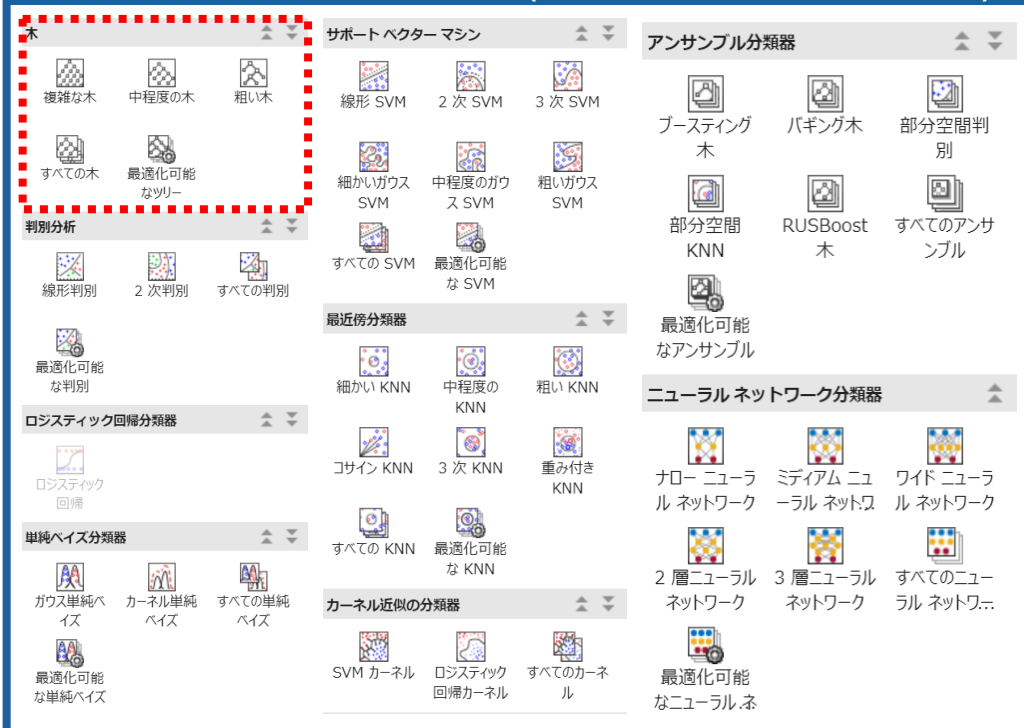 木
複雑な木
中程度の木
粗い木
すべての木
最適化可能
なツリー
判別分析
線形判別
2 次判別
すべての判別
最適化可能
な判別
ロジスティック回帰分類器
ロジスティック
回帰
単純ベイズ分類器
ガウス単純ベ
イズ
カーネル単純
ベイズ
すべての単純
ベイズ
最適化可能
な単純ベイズ
サポート ベクター マシン
線形 SVM
2 次 SVM
3 次 SVM
細かいガウス
SVM
中程度のガウ
ス SVM
粗いガウス
SVM
すべての SVM
最適化可能
な SVM
最近傍分類器
細かい KNN
中程度の
KNN
粗い KNN
コサイン KNN
3 次 KNN
重み付き
KNN
すべての KNN
最適化可能
な KNN
カーネル近似の分類器
SVM カーネル
ロジスティック
回帰カーネル
すべてのカーネ
ル
アンサンブル分類器
ブースティング
木
バギング木
部分空間判
別
部分空間
KNN
RUSBoost
木
すべてのアンサ
ンブル
最適化可能
なアンサンブル
ニューラル ネットワーク分類器
ナロー ニューラ
ル ネットワーク
ミディアム ニュ
ーラル ネットワ
ワイド ニューラ
ル ネットワーク
2 層ニューラル
ネットワーク
3 層ニューラル
ネットワーク
すべてのニュー
ラル ネットワ...
最適化可能
なニューラル.ネ